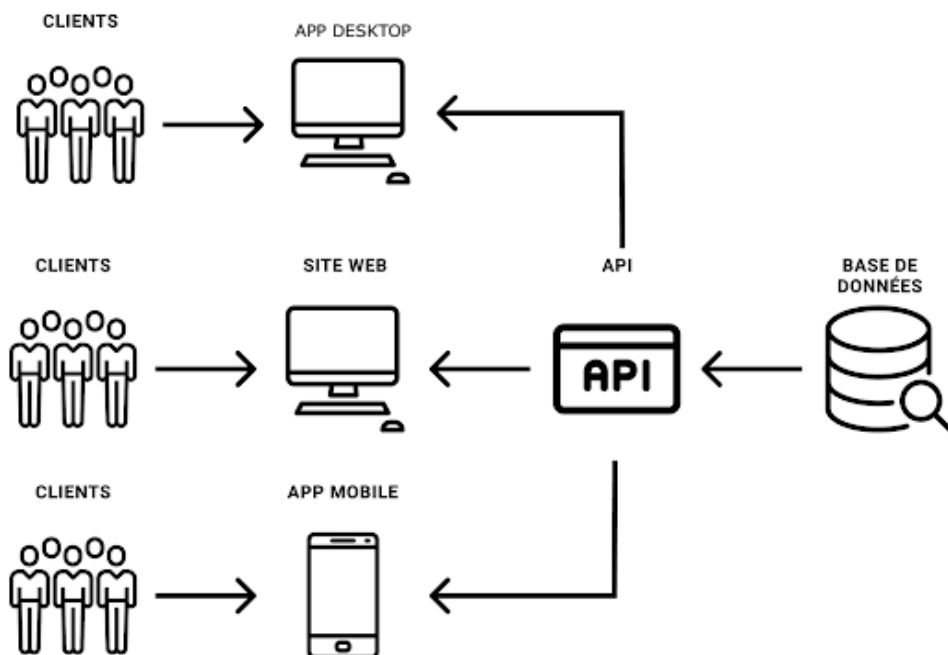 CLIENTS
APP DESKTOP
CLIENTS
SITE WEB
API
BASE DE
DONNÉES
API
CLIENTS
APP MOBILE